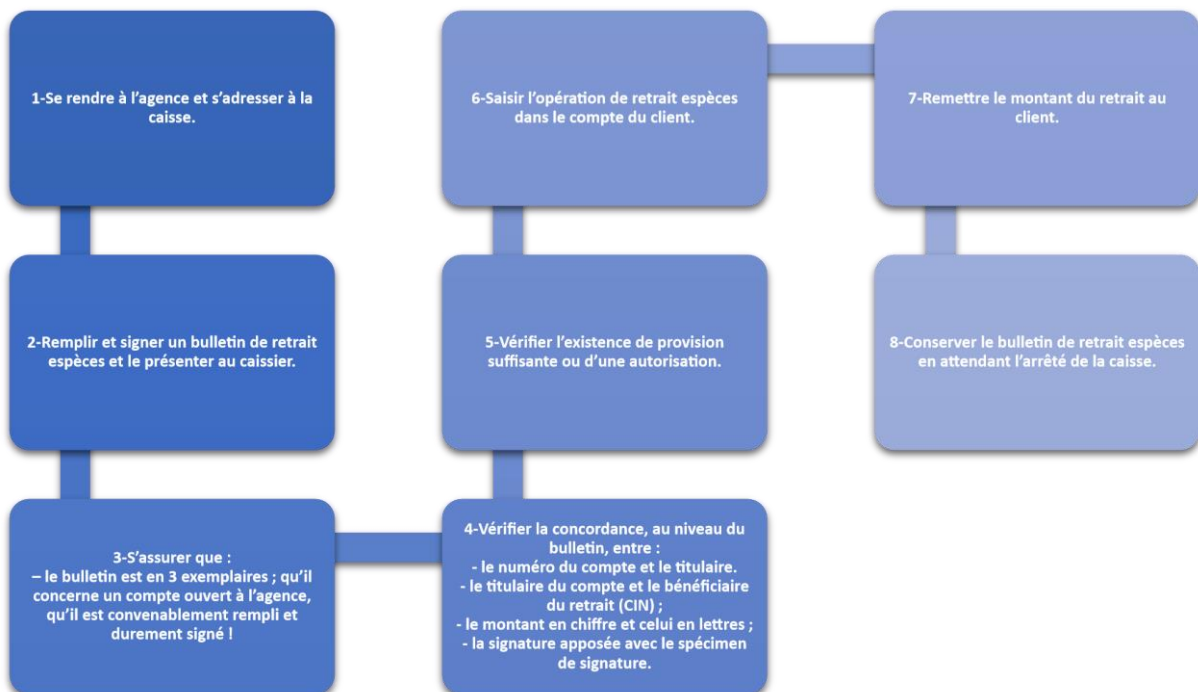 1-Se rendre à l’agence et s’adresser à la
caisse.
2-Remplir et signer un bulletin de retrait
espèces et le présenter au caissier.
3-S’assurer que :
– le bulletin est en 3 exemplaires ; qu’il
concerne un compte ouvert à l’agence,
qu’il est convenablement rempli et
durement signé !
4-Vérifier la concordance, au niveau du
bulletin, entre :
- le numéro du compte et le titulaire.
- le titulaire du compte et le bénéficiaire
du retrait (CIN) ;
- le montant en chiffre et celui en lettres ;
- la signature apposée avec le spécimen
de signature.
5-Vérifier l’existence de provision
suffisante ou d’une autorisation.
6-Saisir l’opération de retrait espèces
dans le compte du client.
7-Remettre le montant du retrait au
client.
8-Conserver le bulletin de retrait espèces
en attendant l’arrêté de la caisse.